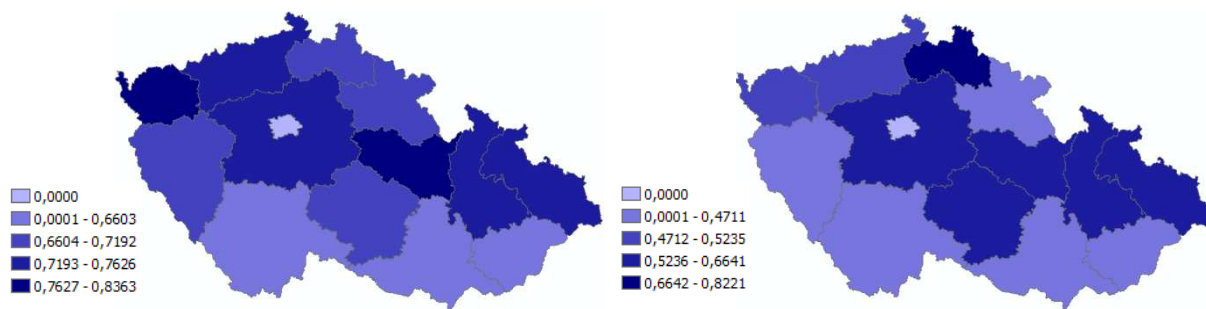 0,0000
0,0001 - 0,6603
0,6604 - 0,7192
0,7193 - 0,7626
0,7627 - 0,8363
0,0000
0,0001 - 0,4711
0,4712 - 0,5235
0,5236 - 0,6641
0,6642 - 0,8221